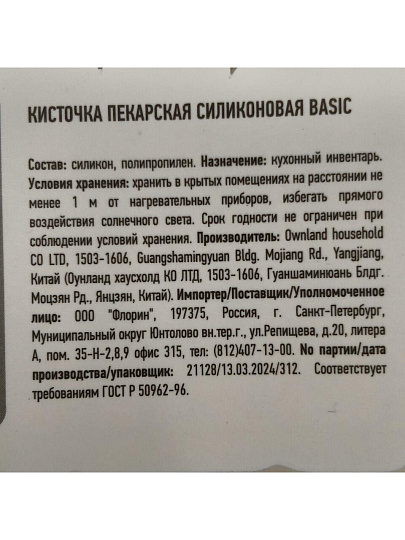 КИСТОЧКА ПЕКАРСКАЯ СИЛИКОНОВАЯ BASIC
Состав: силикон, полипропилен. Назначение: кухонный инвентарь.
Условия хранения: хранить в крытых помещениях на расстоянии не
менее 1 м от нагревательных приборов, избегать прямого
воздействия солнечного света. Срок годности не ограничен при
соблюдении условий хранения. Производитель: Ownland household
CO LTD, 1503-1606, Guangshamingyuan Bldg. Mojiang Rd., Yangjiang,
Китай (Оунланд хаусхолд КО ЛТД, 1503-1606, Гуаншаминюань Блдг.
Моцзян Рд., Янцзян, Китай). Импортер/Поставщик/Уполномоченное
лицо: ООО "Флорин", 197375, Россия, г. Санкт-Петербург,
Муниципальный округ Юнтолово вн.тер.г., ул.Репищева, д.20, литера
А, пом. 35-Н-2,8,9 офис 315, тел: (812)407-13-00. No партии/дата
производства/упаковщик: 21128/13.03.2024/312. Соответствует
требованиям ГОСТ Р 50962-96.